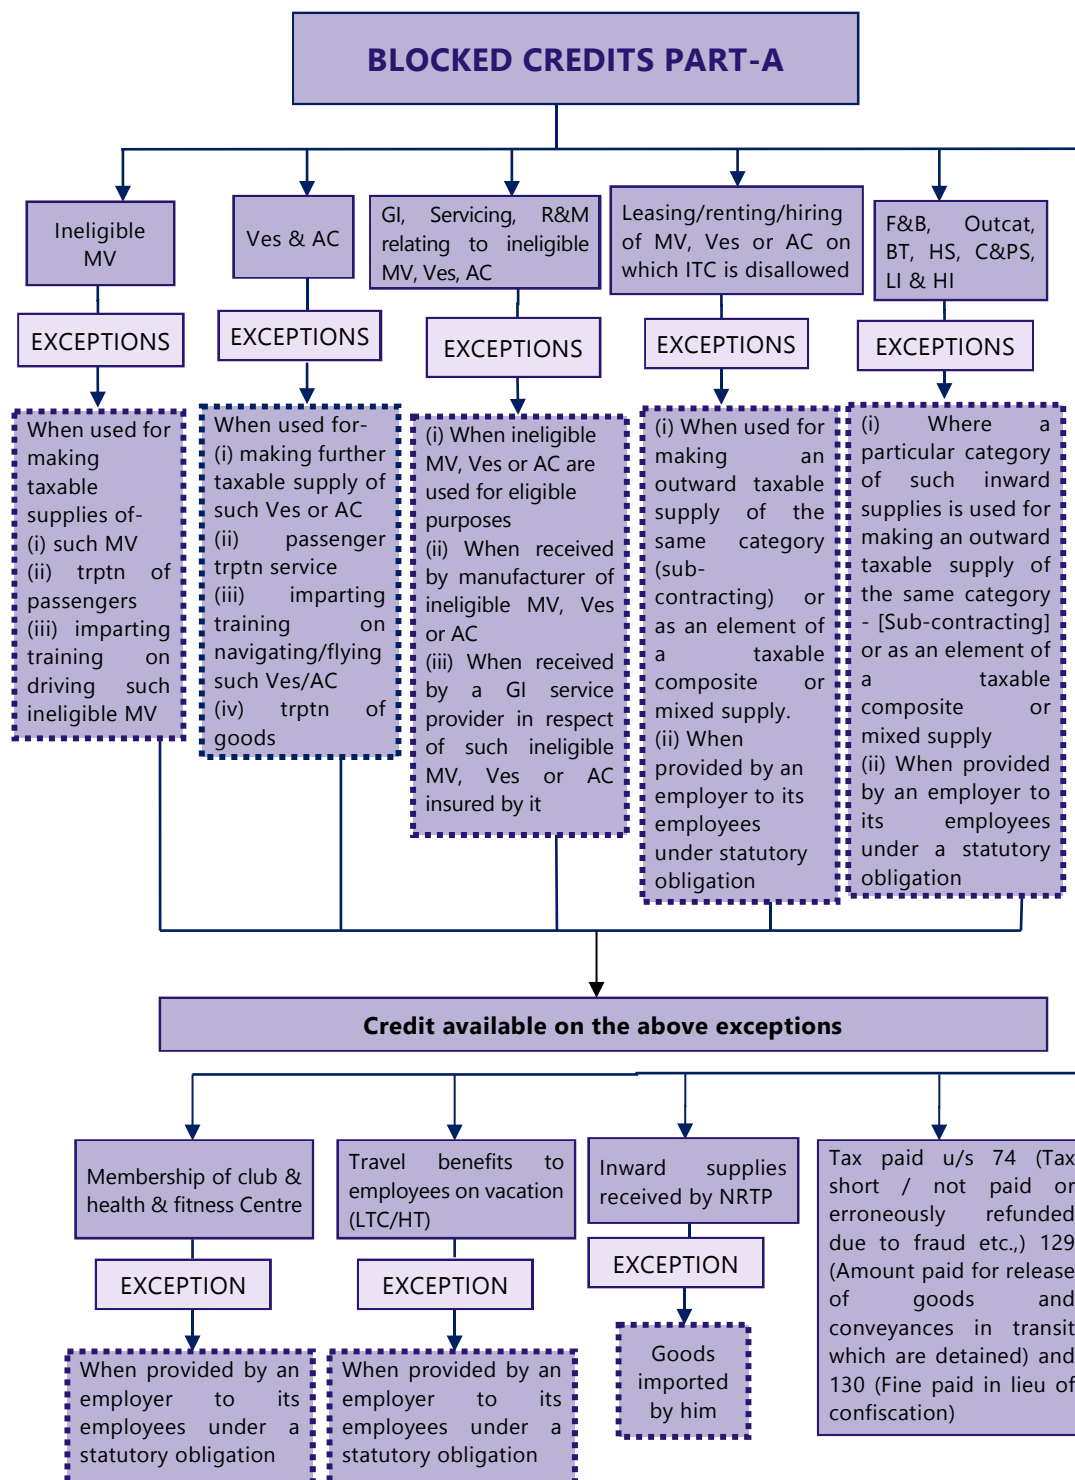 BLOCKED CREDITS PART-A
Ineligible
MV
Ves & AC
GI, Servicing, R&M
relating to ineligible
MV, Ves, AC
Leasing/renting/hiring
of MV, Ves or AC on
which ITC is disallowed
F&B, Outcat,
BT, HS, C&PS,
LI & HI
EXCEPTIONS
EXCEPTIONS
EXCEPTIONS
EXCEPTIONS
EXCEPTIONS
When used for
making
taxable
supplies of-
(i) such MV
(ii) trptn of
passengers
(iii) imparting
training on
driving such
ineligible MV
When used for-
(i) making further
taxable supply of
such Ves or AC
(ii) passenger
trptn service
(iii) imparting
training on
navigating/flying
such Ves/AC
(iv) trptn of
goods
(i) When ineligible
MV, Ves or AC are
used for eligible
purposes
(ii) When received
by manufacturer of
ineligible MV, Ves
or AC
(iii) When received
by a GI service
provider in respect
of such ineligible
MV, Ves or AC
insured by it
(i) When used for
making an
outward taxable
supply of the
same category
(sub-
contracting) or
as an element of
a taxable
composite or
mixed supply.
(ii) When
provided by an
employer to its
employees
under statutory
obligation
(i) Where a
particular category
of such inward
supplies is used for
making an outward
taxable supply of
the same category
- [Sub-contracting]
or as an element of
a taxable
composite or
mixed supply
(ii) When provided
by an employer to
its employees
under a statutory
obligation
Credit available on the above exceptions
Membership of club &
health & fitness Centre
Travel benefits to
employees on vacation
(LTC/HT)
Inward supplies
received by NRTP
Tax paid u/s 74 (Tax
short / not paid or
erroneously refunded
due to fraud etc.,) 129
(Amount paid for release
of goods and
conveyances in transit
which are detained) and
130 (Fine paid in lieu of
confiscation)
EXCEPTION
EXCEPTION
EXCEPTION
When provided by an
employer to its
employees under a
statutory obligation
When provided by an
employer to its
employees under a
statutory obligation
Goods
imported
by him